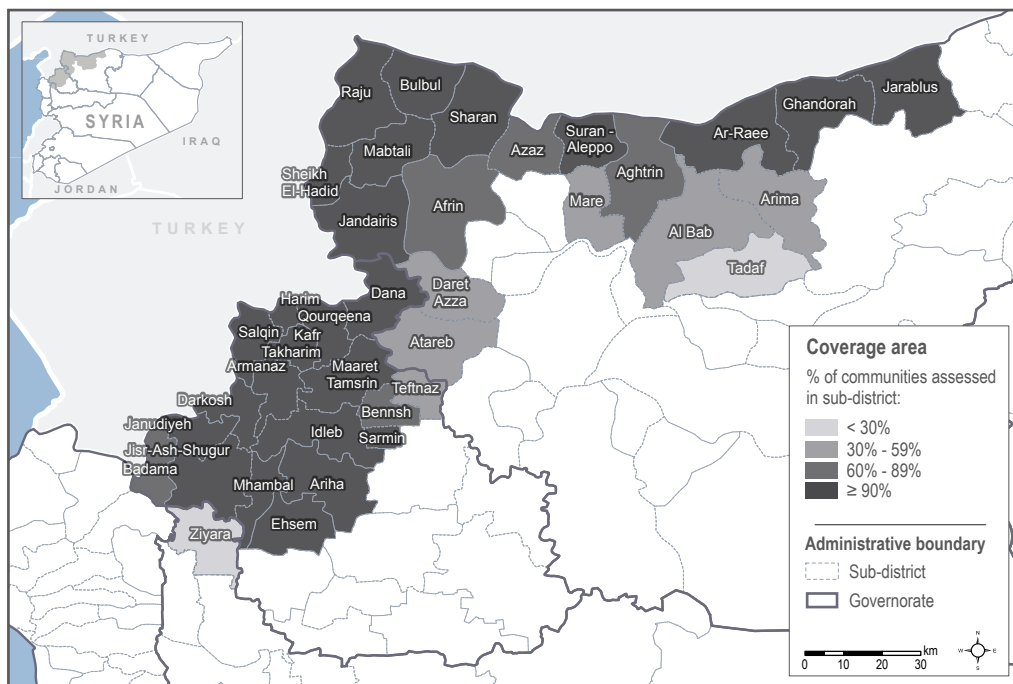 TURKEY
SYRIA
IRAQ
JORDAN
TURKEY
Raju
Bulbul
Sharan
Mabtali
Sheikh
El-Hadid
Jandairis
Afrin
Azaz
Suran -
Aleppo
Mare
Aghtrin
Ar-Raee
Ghandorah
Jarablus
Al Bab
Arima
Tadaf
Dana
Daret
Azza
Atareb
Harim
Qourqeena
Salqin
Kafr
Takharim
Armanaz
Maaret
Tamsrin
Teftnaz
Darkosh
Bennsh
Janudiyeh
Idleb
Sarmin
Jisr-Ash-Shugur
Badama
Mhambal
Ariha
Ehsem
Ziyara
Coverage area
% of communities assessed
in sub-district:
< 30%
30% - 59%
60% - 89%
≥ 90%
Administrative boundary
Sub-district
Governorate
N
W
E
S
0 10 20 30 km